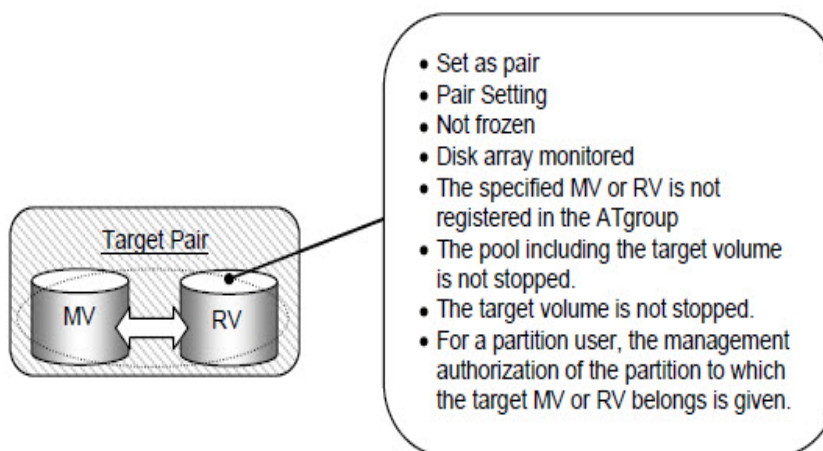 • Set as pair
• Pair Setting
• Not frozen
• Disk array monitored
• The specified MV or RV is not
registered in the ATgroup
• The pool including the target volume
is not stopped.
• The target volume is not stopped.
• For a partition user, the management
authorization of the partition to which
the target MV or RV belongs is given.
Target Pair
MV
RV